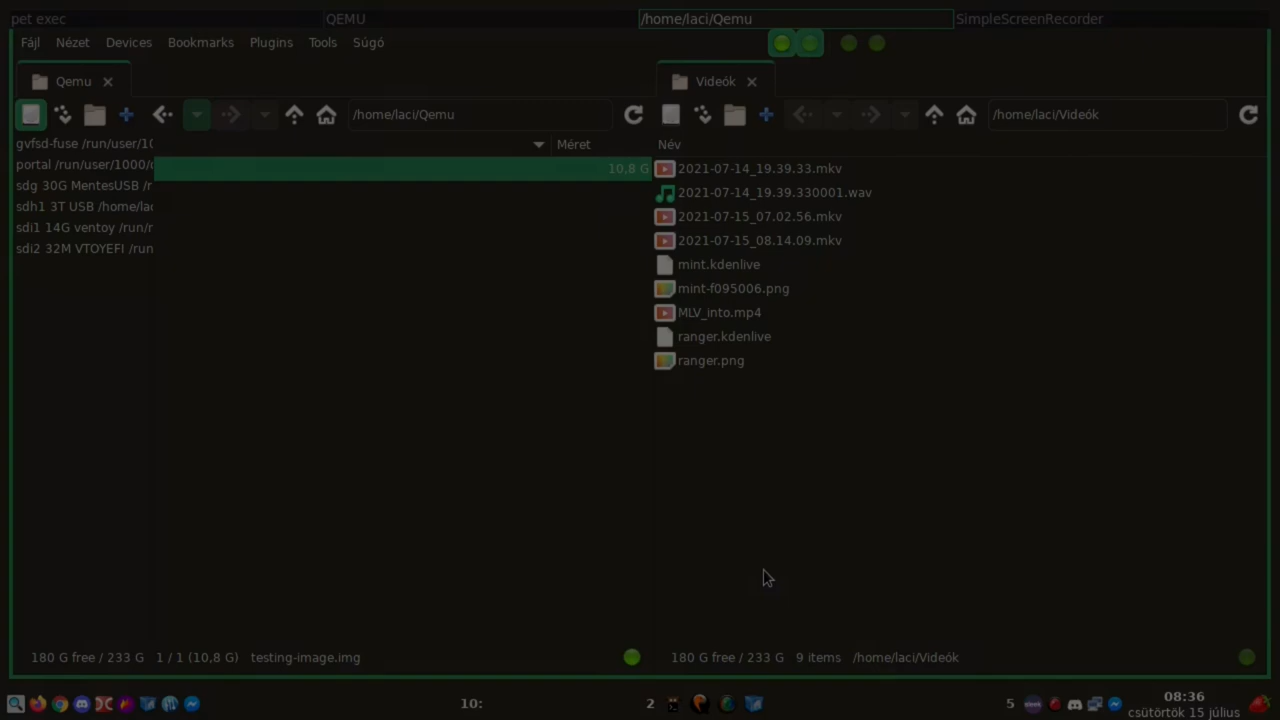 pet exec QEMU /home/laci/Qemu SimpleScreenRecorder
Fájl Nézet Devices Bookmarks Plugins Tools Súgó
Qemu
Videók
/home/laci/Qemu
/home/laci/Videók
gvfsd-fuse /run/user/10
portal /run/user/1000/
sdg 30G MentesUSB /r
sdh1 3T USB /home/lac
sdi1 14G ventoy /run/r
sdi2 32M VTOYEFI /run
Méret
10,8 G
Név
2021-07-14_19.39.33.mkv
2021-07-14_19.39.330001.wav
2021-07-15_07.02.56.mkv
2021-07-15_08.14.09.mkv
mint.kdenlive
mint-f095006.png
MLV_into.mp4
ranger.kdenlive
ranger.png
180 G free / 233 G 1 / 1 (10,8 G) testing-image.img
180 G free / 233 G 9 items /home/laci/Videók
10: 2 5
08:36
csütörtök 15 július